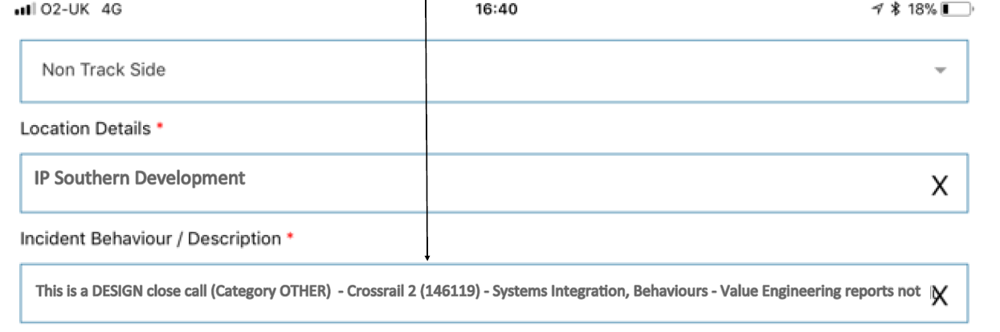 O2-UK 4G 16:40 18%
Non Track Side
Location Details *
IP Southern Development X
Incident Behaviour / Description *
This is a DESIGN close call (Category OTHER) - Crossrail 2 (146119) - Systems Integration, Behaviours - Value Engineering reports not X